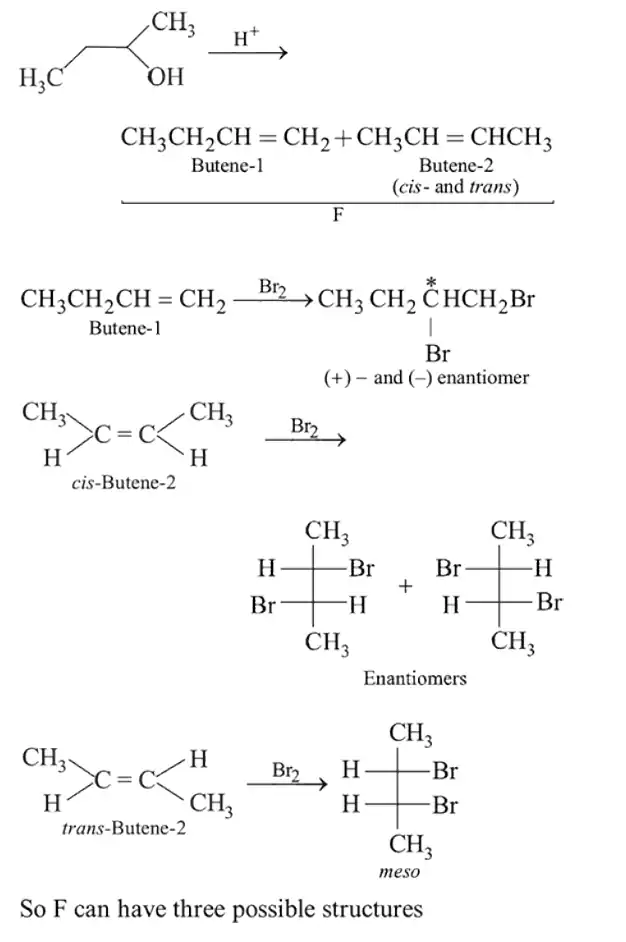 CH₃
H₃C OH H⁺
CH₃CH₂CH = CH₂ + CH₃CH = CHCH₃
Butene-1 Butene-2
(cis- and trans)
F
CH₃CH₂CH = CH₂ Br₂ CH₃ CH₂ C*HCH₂Br
Butene-1 Br
(+) – and (–) enantiomer
CH₃ CH₃
C = C Br₂
H H
cis-Butene-2
CH₃ CH₃
H Br + Br H
Br H H Br
CH₃ CH₃
Enantiomers
CH₃
CH₃ H
C = C Br₂ H Br
H CH₃ H Br
trans-Butene-2 CH₃
meso
So F can have three possible structures